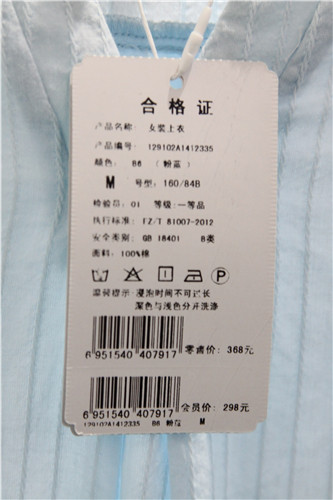 合格证
产品名称: 女装上衣
产品编号: 129102A1412335
颜色: B6 (粉蓝)
M 号型: 160/84B
检验员: 01 等级: 一等品
执行标准: FZ/T 81007-2012
安全类别: GB 18401 B类
面料: 100%棉
P
温馨提示: 浸泡时间不可过长
深色与浅色分开洗涤
6 951540 407917 零售价: 368元
6 951540 407917 会员价: 298元
129102A1412335 B6 粉蓝 M